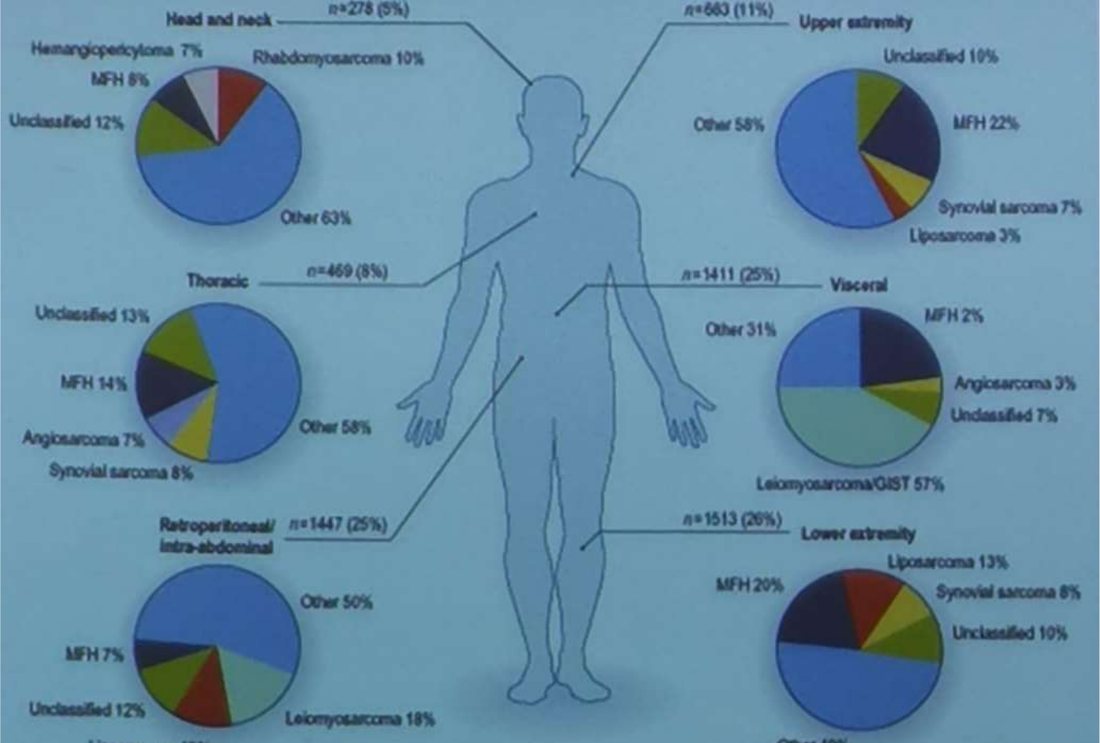 Head and neck
n=278 (5%)
Hemangiopericytoma 7%
Rhabdomyosarcoma 10%
MFH 8%
Unclassified 12%
Other 63%
n=663 (11%)
Upper extremity
Unclassified 10%
Other 58%
MFH 22%
Synovial sarcoma 7%
Liposarcoma 3%
Thoracic
n=469 (8%)
Unclassified 13%
MFH 14%
Other 58%
Angiosarcoma 7%
Synovial sarcoma 8%
n=1411 (25%)
Visceral
MFH 2%
Other 31%
Angiosarcoma 3%
Unclassified 7%
Leiomyosarcoma/GIST 57%
Retroperitoneal/
intra-abdominal
n=1447 (25%)
Other 50%
MFH 7%
Unclassified 12%
Leiomyosarcoma 18%
n=1513 (26%)
Lower extremity
Liposarcoma 13%
MFH 20%
Synovial sarcoma 8%
Unclassified 10%